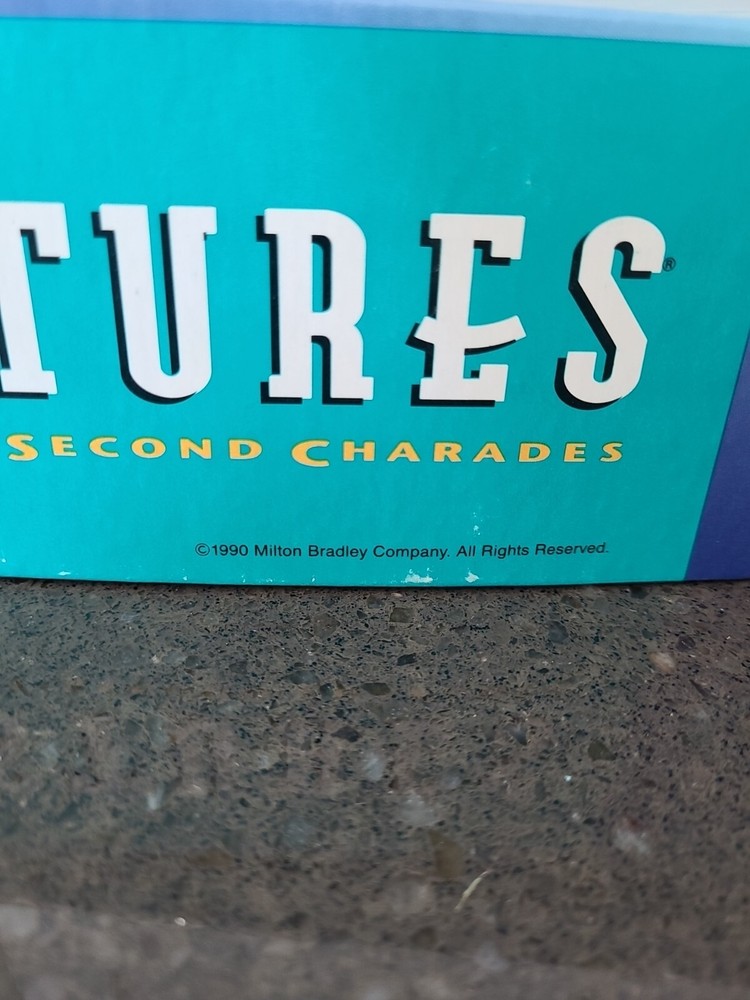 TURES®
SECOND CHARADES
©1990 Milton Bradley Company. All Rights Reserved.